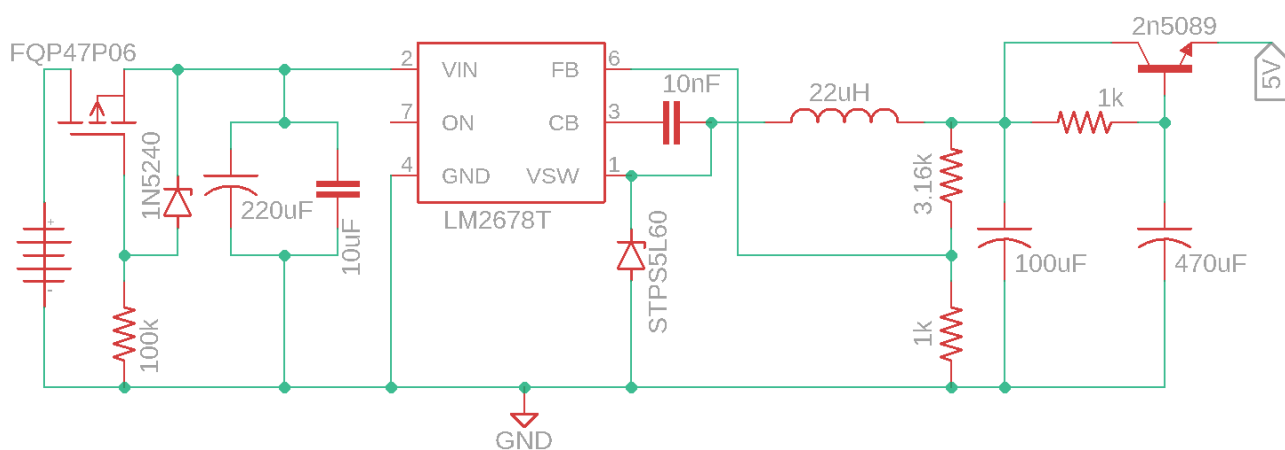 2n5089
FQP47P06
5V
2
VIN
FB
6
10nF
22uH
1k
7
ON
CB
3
1N5240
3.16k
4
GND
VSW
1
220uF
10uF
LM2678T
STPS5L60
100uF
470uF
+
-
100k
1k
GND